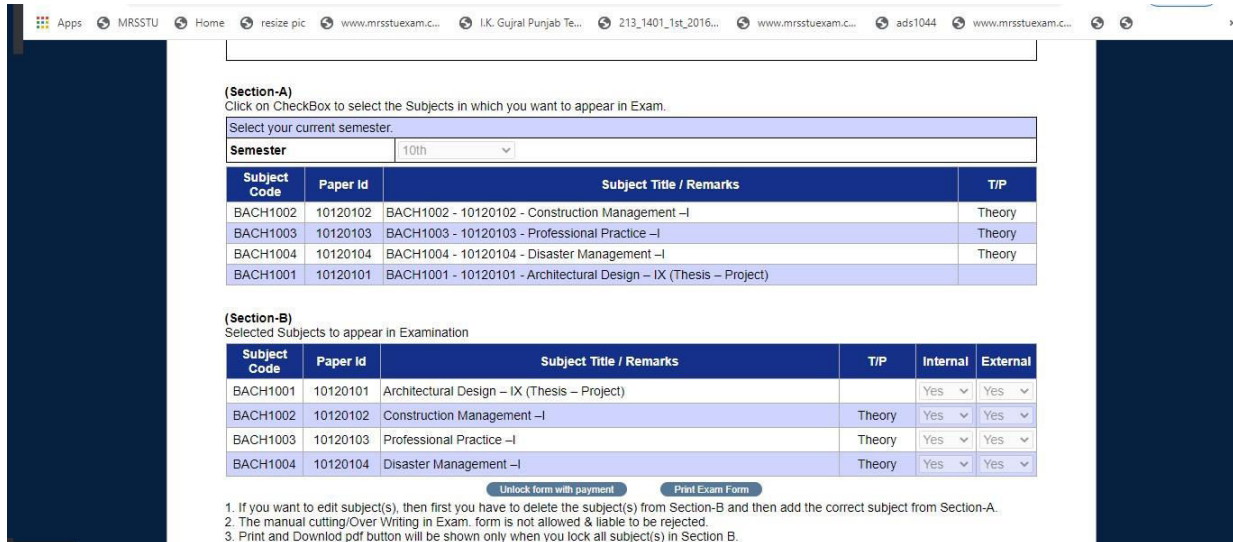 Apps MRSSTU Home resize pic www.mrsstuexam.c... I.K. Gujral Punjab Te... 213_1401_1st_2016... www.mrsstuexam.c... ads1044 www.mrsstuexam.c...
(Section-A)
Click on CheckBox to select the Subjects in which you want to appear in Exam.
Select your current semester.
Semester 10th
Subject Code Paper Id Subject Title / Remarks T/P
BACH1002 10120102 BACH1002 - 10120102 - Construction Management –I Theory
BACH1003 10120103 BACH1003 - 10120103 - Professional Practice –I Theory
BACH1004 10120104 BACH1004 - 10120104 - Disaster Management –I Theory
BACH1001 10120101 BACH1001 - 10120101 - Architectural Design – IX (Thesis – Project)
(Section-B)
Selected Subjects to appear in Examination
Subject Code Paper Id Subject Title / Remarks T/P Internal External
BACH1001 10120101 Architectural Design – IX (Thesis – Project) Yes Yes
BACH1002 10120102 Construction Management –I Theory Yes Yes
BACH1003 10120103 Professional Practice –I Theory Yes Yes
BACH1004 10120104 Disaster Management –I Theory Yes Yes
Unlock form with payment Print Exam Form
1. If you want to edit subject(s), then first you have to delete the subject(s) from Section-B and then add the correct subject from Section-A.
2. The manual cutting/Over Writing in Exam. form is not allowed & liable to be rejected.
3. Print and Downlod pdf button will be shown only when you lock all subject(s) in Section B.